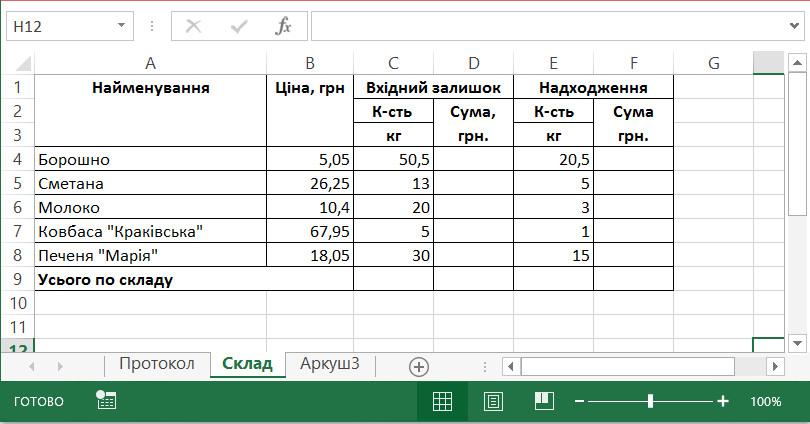 H12 fx
A B C D E F G
1 Найменування Ціна, грн Вхідний залишок Надходження
2 К-сть Сума, К-сть Сума
3 кг грн. кг грн.
4 Борошно 5,05 50,5 20,5
5 Сметана 26,25 13 5
6 Молоко 10,4 20 3
7 Ковбаса "Краківська" 67,95 5 1
8 Печеня "Марія" 18,05 30 15
9 Усього по складу
10
11
12
Протокол Склад Аркуш3
ГОТОВО 100%